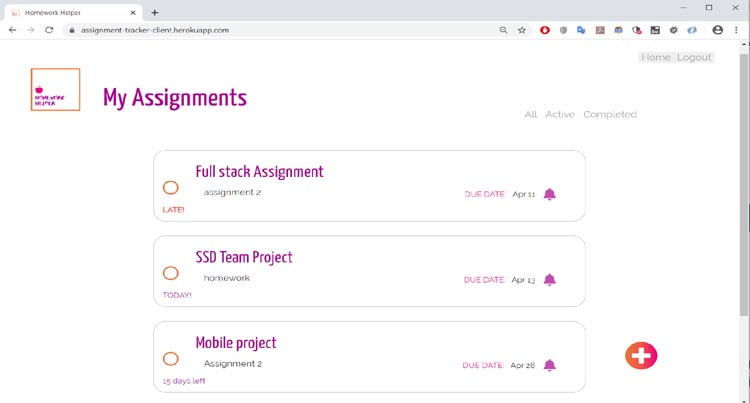 Homework Helper
assignment-tracker-client.herokuapp.com
Home Logout
HOMEWORK
HELPER
My Assignments
All Active Completed
Full stack Assignment
assignment 2
DUE DATE: Apr 11
LATE!
SSD Team Project
homework
DUE DATE: Apr 13
TODAY!
Mobile project
Assignment 2
DUE DATE: Apr 28
15 days left